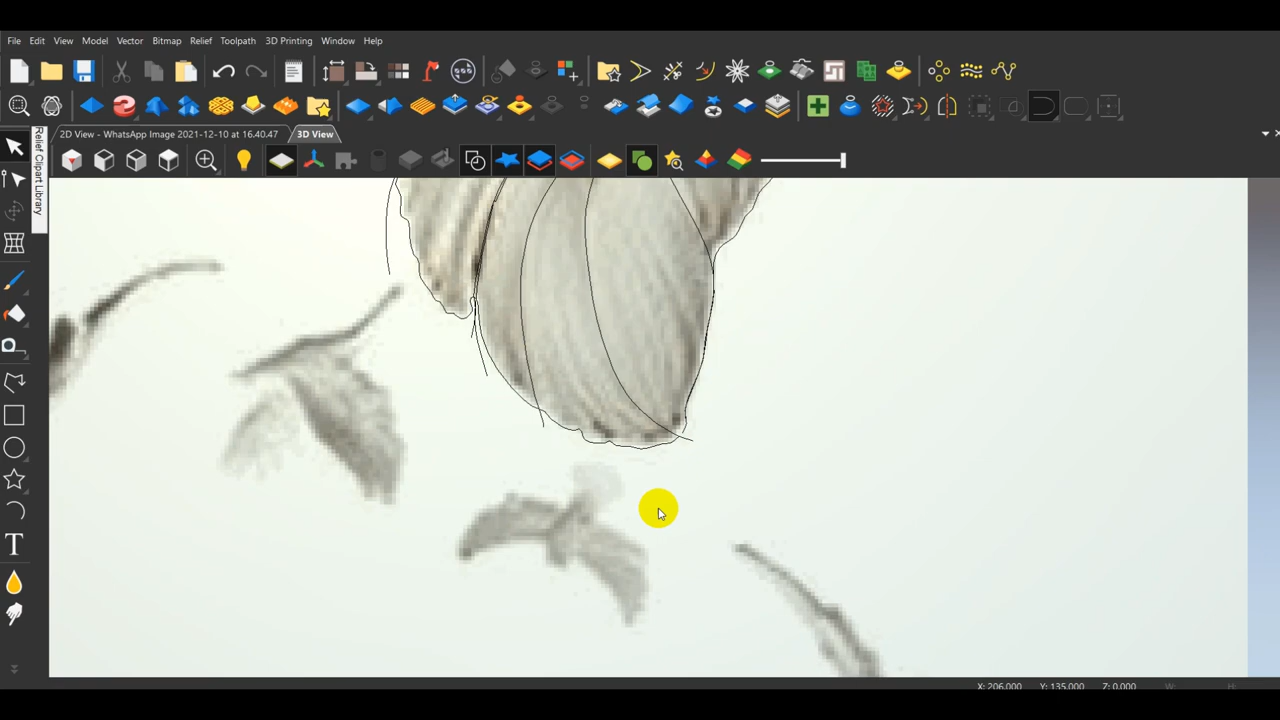 File Edit View Model Vector Bitmap Relief Toolpath 3D Printing Window Help
2D View - WhatsApp Image 2021-12-10 at 16.40.47 3D View
Relief Clipart Library
X: 206.000 Y: 135.000 Z: 0.000 W: H: